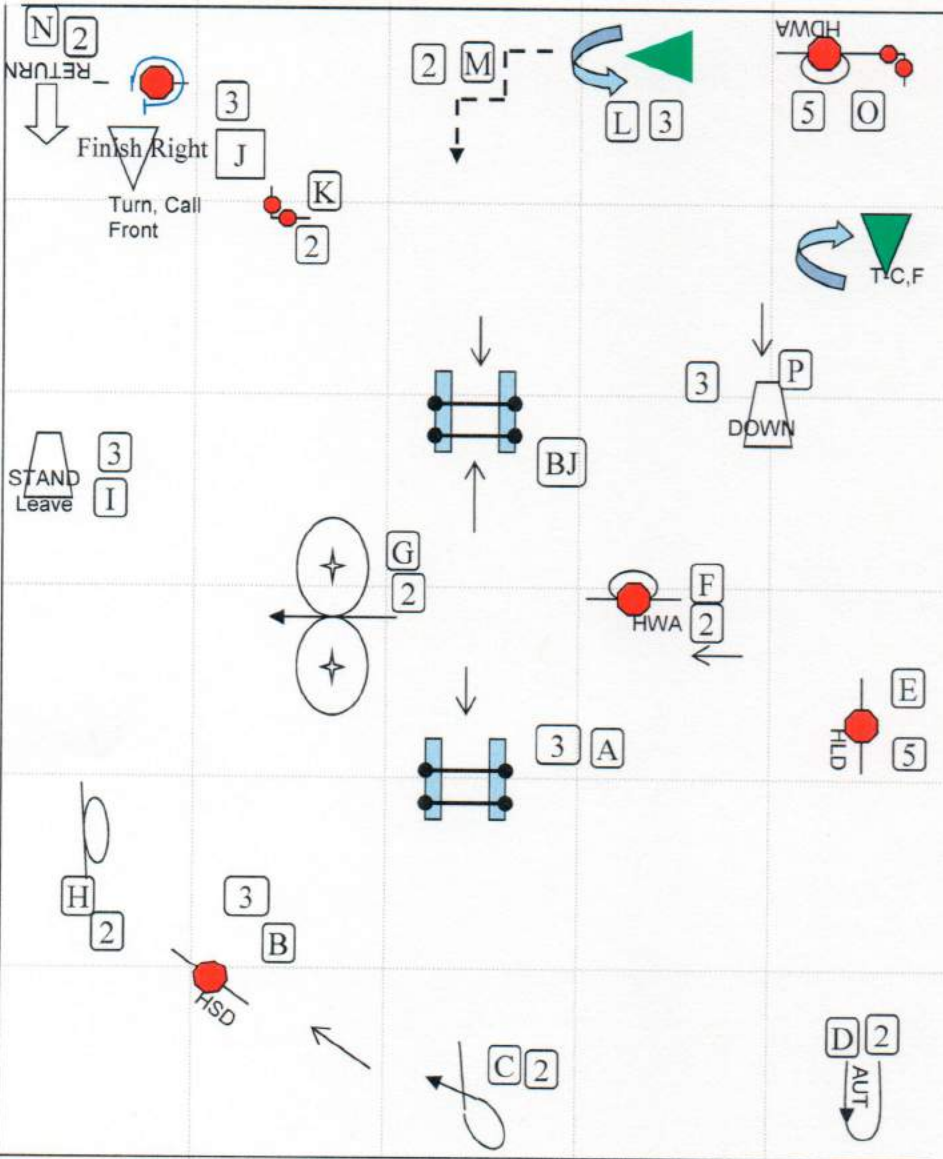 N 2
RETURN
3
Finish Right
J
Turn, Call
Front
K
2
2 M
L 3
HDWA
5 O
T-C,F
P
3
DOWN
BJ
STAND
Leave
3
I
G
2
F
HWA
2
E
HLD
5
3 A
H
2
3
B
HSD
C 2
D 2
AUT